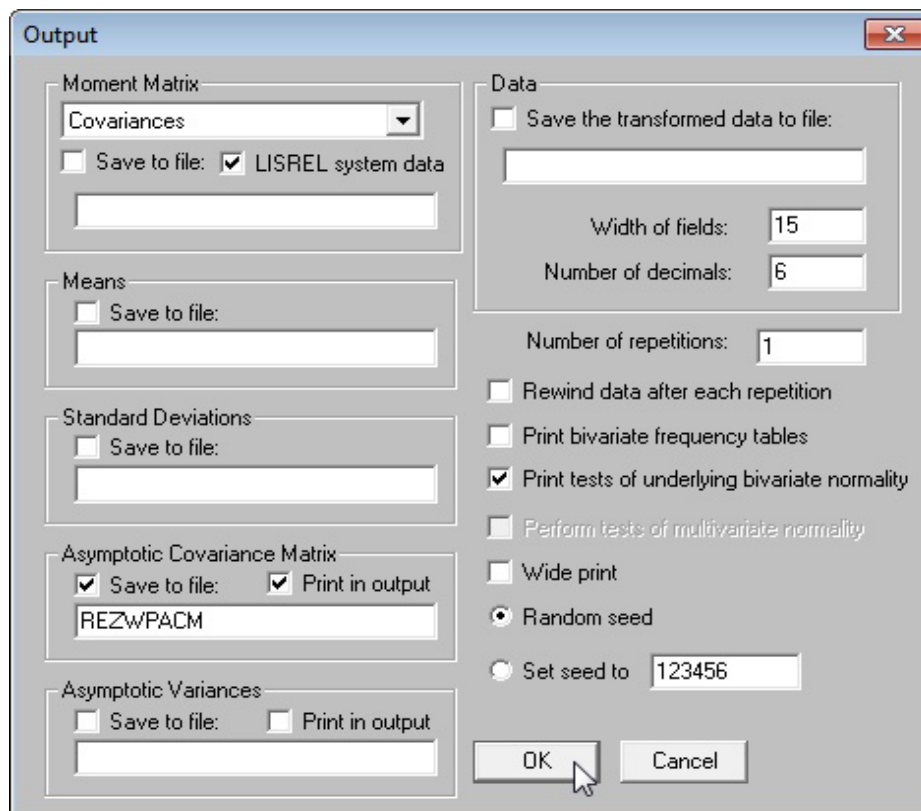 Output
Moment Matrix
Covariances
Save to file:
LISREL system data
Means
Save to file:
Standard Deviations
Save to file:
Asymptotic Covariance Matrix
Save to file:
Print in output
REZWPACM
Asymptotic Variances
Save to file:
Print in output
Data
Save the transformed data to file:
Width of fields: 15
Number of decimals: 6
Number of repetitions: 1
Rewind data after each repetition
Print bivariate frequency tables
Print tests of underlying bivariate normality
Perform tests of multivariate normality
Wide print
Random seed
Set seed to 123456
OK
Cancel